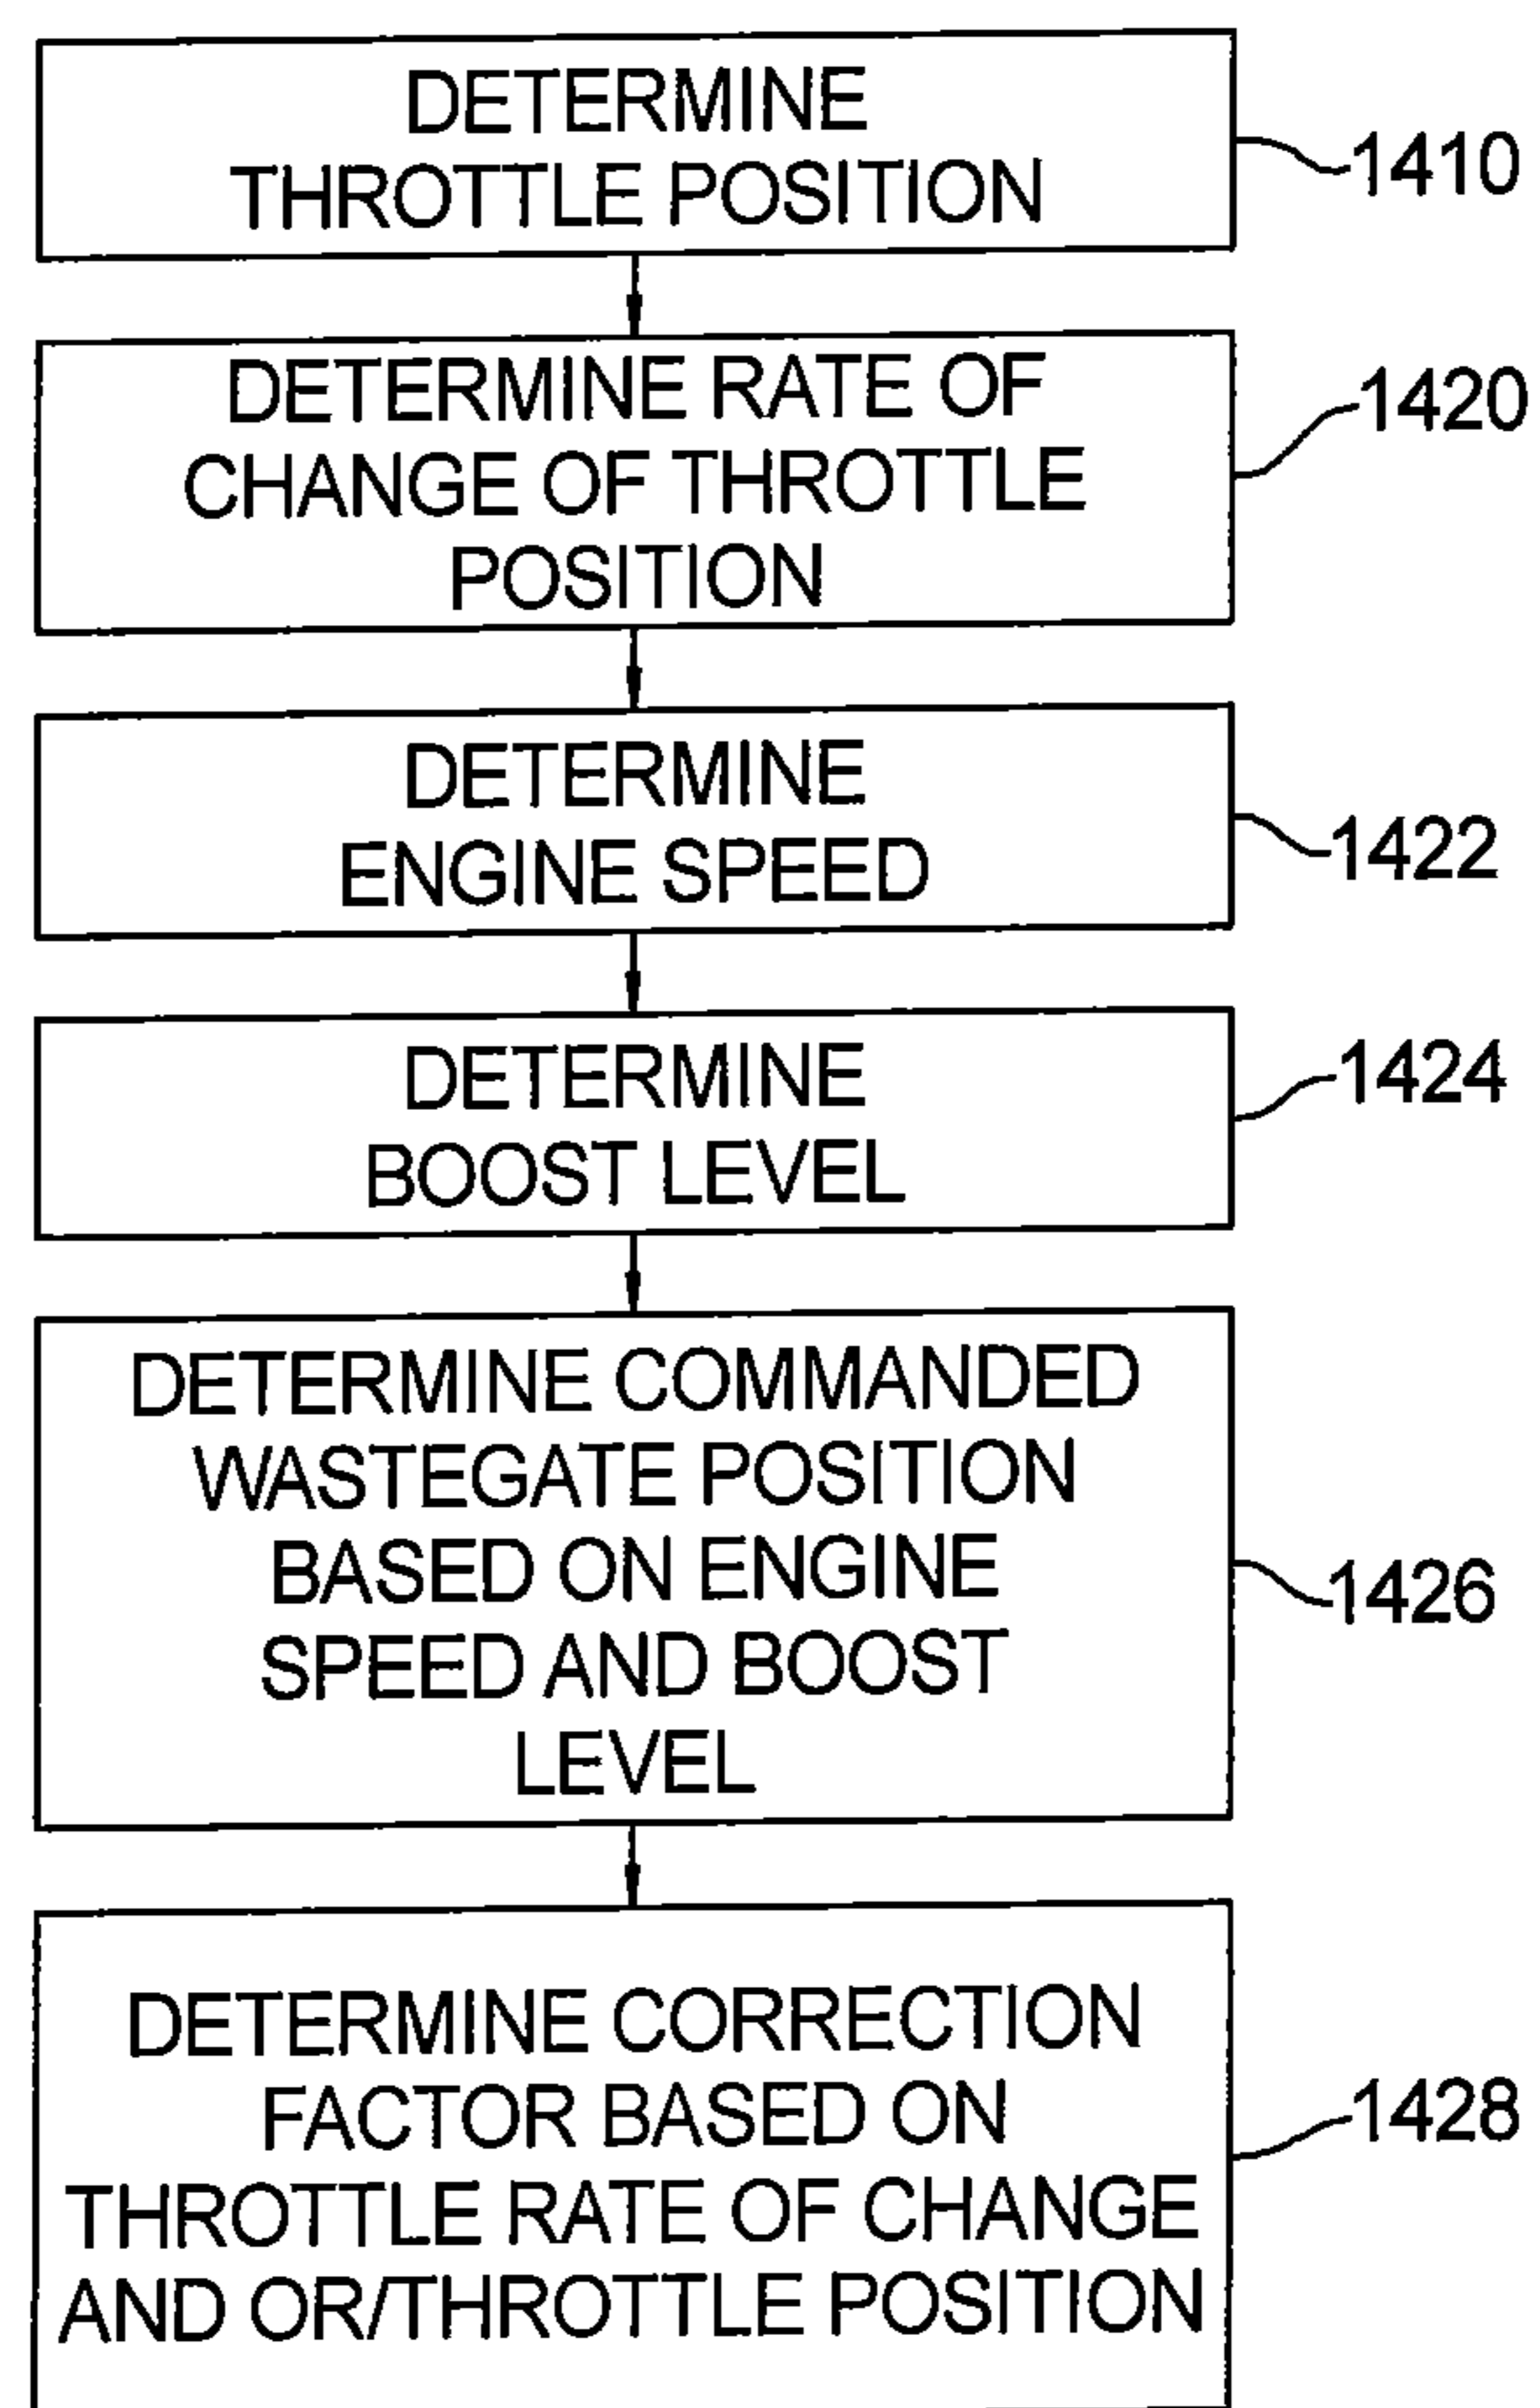 DETERMINE
THROTTLE POSITION
1410
DETERMINE RATE OF
CHANGE OF THROTTLE
POSITION
1420
DETERMINE
ENGINE SPEED
1422
DETERMINE
BOOST LEVEL
1424
DETERMINE COMMANDED
WASTEGATE POSITION
BASED ON ENGINE
SPEED AND BOOST
LEVEL
1426
DETERMINE CORRECTION
FACTOR BASED ON
THROTTLE RATE OF CHANGE
AND OR/THROTTLE POSITION
1428